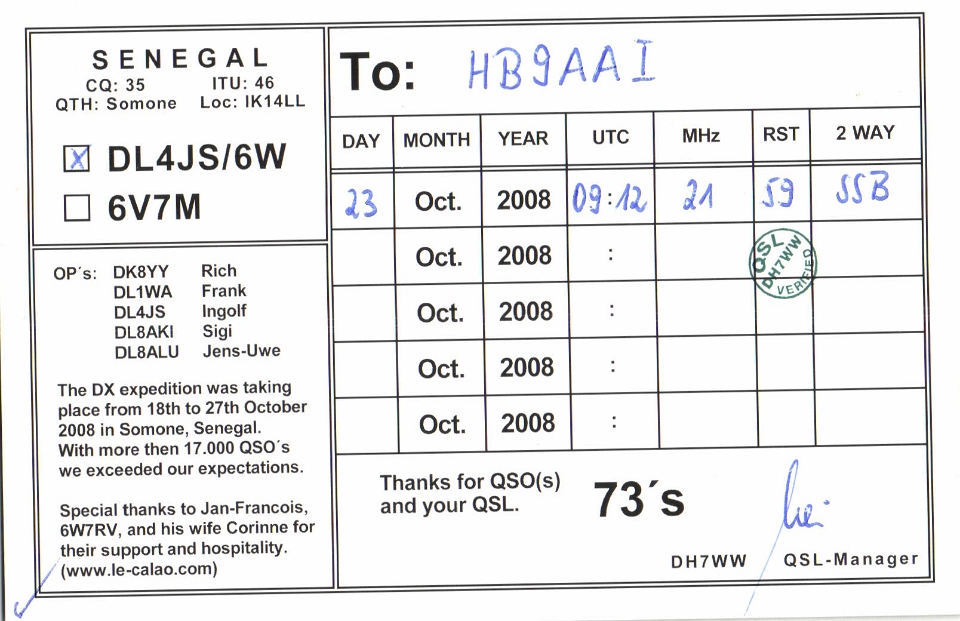 SENEGAL
CQ: 35 ITU: 46
QTH: Somone Loc: IK14LL
X DL4JS/6W
6V7M
OP´s: DK8YY Rich
DL1WA Frank
DL4JS Ingolf
DL8AKI Sigi
DL8ALU Jens-Uwe
The DX expedition was taking
place from 18th to 27th October
2008 in Somone, Senegal.
With more then 17.000 QSO´s
we exceeded our expectations.
Special thanks to Jan-Francois,
6W7RV, and his wife Corinne for
their support and hospitality.
(www.le-calao.com)
To: HB9AAI
DAY MONTH YEAR UTC MHz RST 2 WAY
23 Oct. 2008 09:12 21 59 SSB
Oct. 2008 :
Oct. 2008 :
Oct. 2008 :
Oct. 2008 :
QSL
DH7WW
VERIFIED
Thanks for QSO(s)
and your QSL.
73´s
DH7WW QSL-Manager